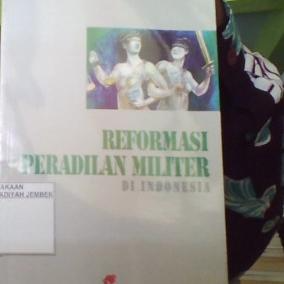 REFORMASI
PERADILAN MILITER
DI INDONESIA
AKAAN
ADIYAH JEMBER